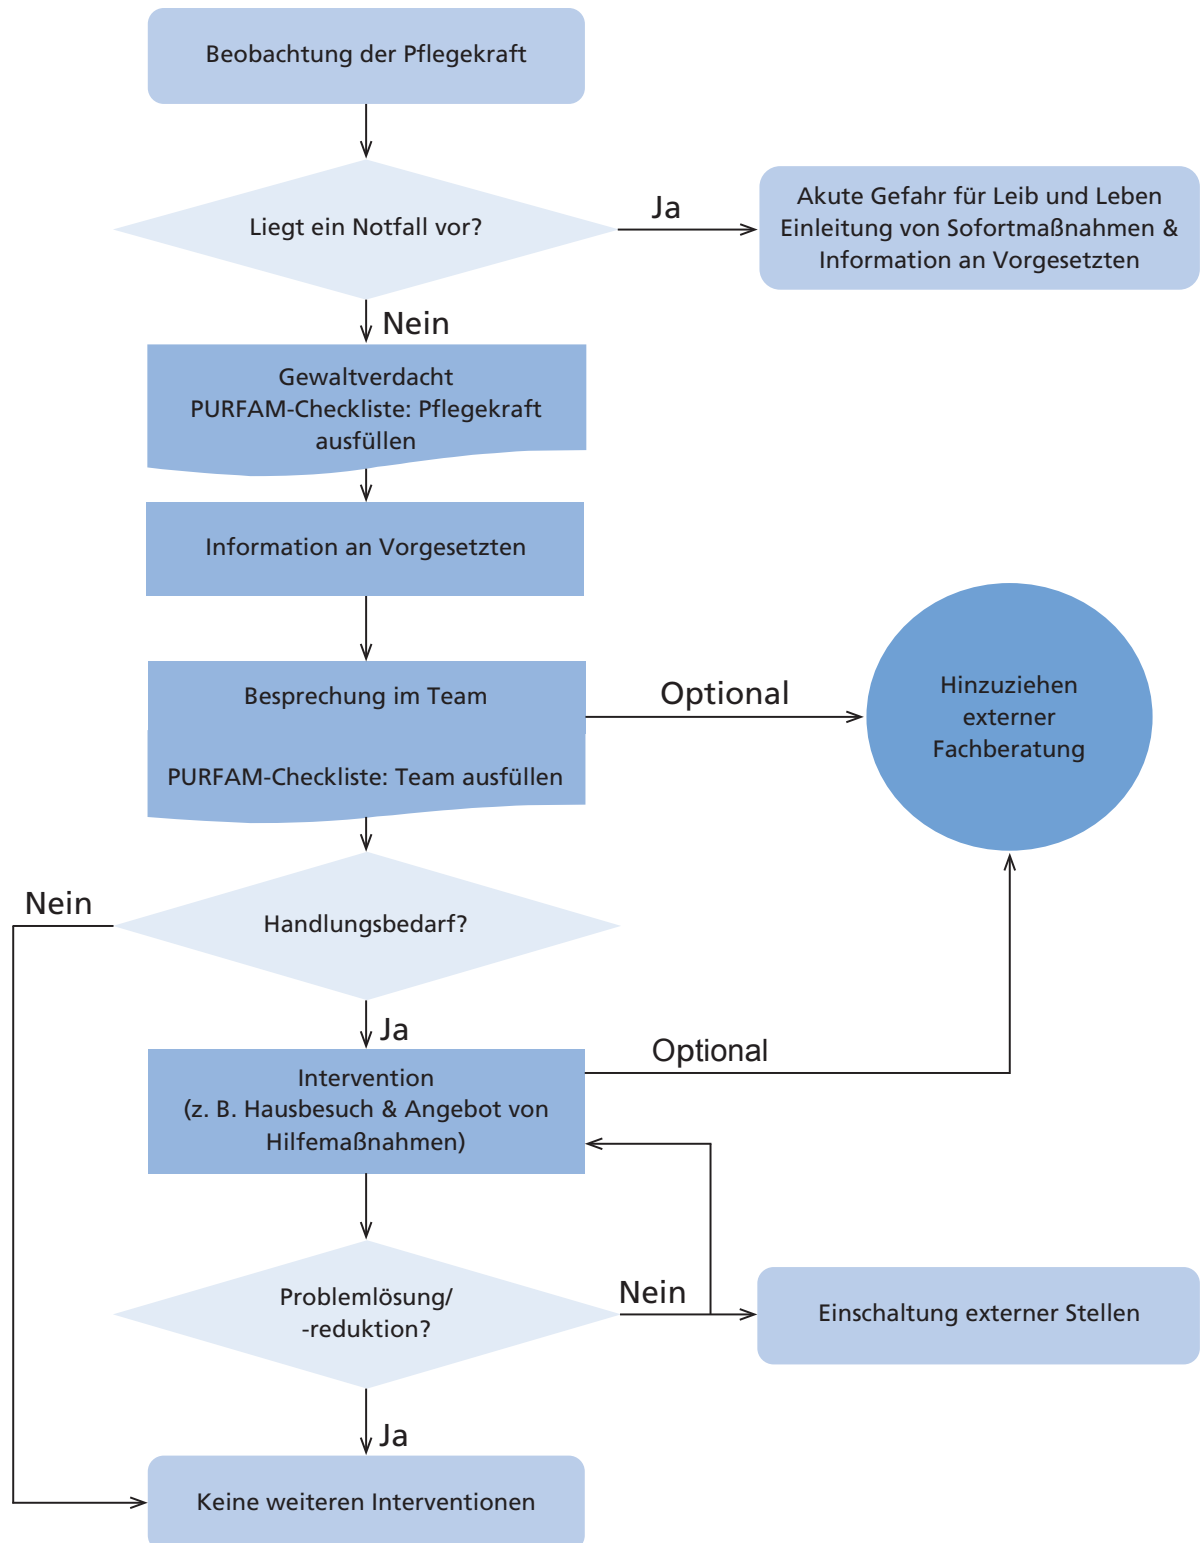 Beobachtung der Pflegekraft
Liegt ein Notfall vor?
Ja
Akute Gefahr für Leib und Leben
Einleitung von Sofortmaßnahmen &
Information an Vorgesetzten
Nein
Gewaltverdacht
PURFAM-Checkliste: Pflegekraft
ausfüllen
Information an Vorgesetzten
Besprechung im Team
PURFAM-Checkliste: Team ausfüllen
Optional
Hinzuziehen
externer
Fachberatung
Handlungsbedarf?
Nein
Ja
Intervention
(z. B. Hausbesuch & Angebot von
Hilfemaßnahmen)
Optional
Problemlösung/
-reduktion?
Nein
Einschaltung externer Stellen
Ja
Keine weiteren Interventionen